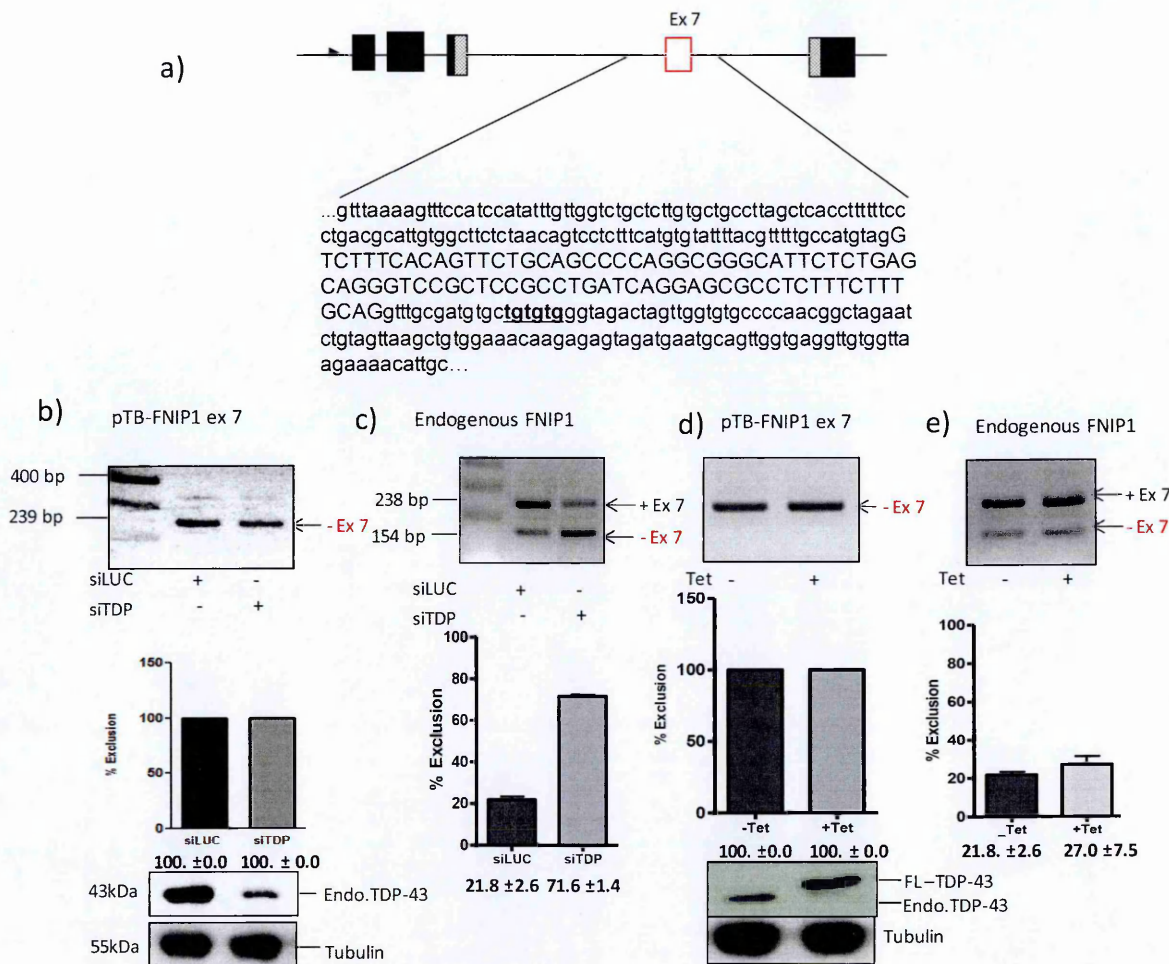 a)
Ex 7
...gtttaaaagtttccatccatatttgttggtctgctcttgtgctgccttagctcaccttttttcc
ctgacgcattgtggcttctctaacagtcctctttcatgtgtattttacgtttttgccatgtagG
TCTTTCACAGTTCTGCAGCCCCAGGCGGGCATTCTCTGAG
CAGGGTCCGCTCCGCCTGATCAGGAGCGCCTCTTTCTTT
GCAGgtttgcgatgtgctgtgtgggtagactagttggtgtgccccaacggctagaat
ctgtagttaagctgtggaaacaagagagtagatgaatgcagttggtgaggttgtggttа
agaaaacattgc...
b) pTB-FNIP1 ex 7
400 bp
239 bp
- Ex 7
siLUC + -
siTDP - +
% Exclusion
150
100
50
0
siLUC siTDP
100. ±0.0 100. ± 0.0
43kDa
Endo.TDP-43
55kDa
Tubulin
c) Endogenous FNIP1
238 bp
+ Ex 7
154 bp
- Ex 7
siLUC + -
siTDP - +
% Exclusion
100
80
60
40
20
0
siLUC siTDP
21.8 ±2.6 71.6 ±1.4
d) pTB-FNIP1 ex 7
- Ex 7
Tet - +
% Exclusion
150
100
50
0
-Tet +Tet
100. ±0.0 100. ± 0.0
FL-TDP-43
Endo.TDP-43
Tubulin
e) Endogenous FNIP1
+ Ex 7
- Ex 7
Tet - +
% Exclusion
100
80
60
40
20
0
_Tet +Tet
21.8. ±2.6 27.0 ±7.5